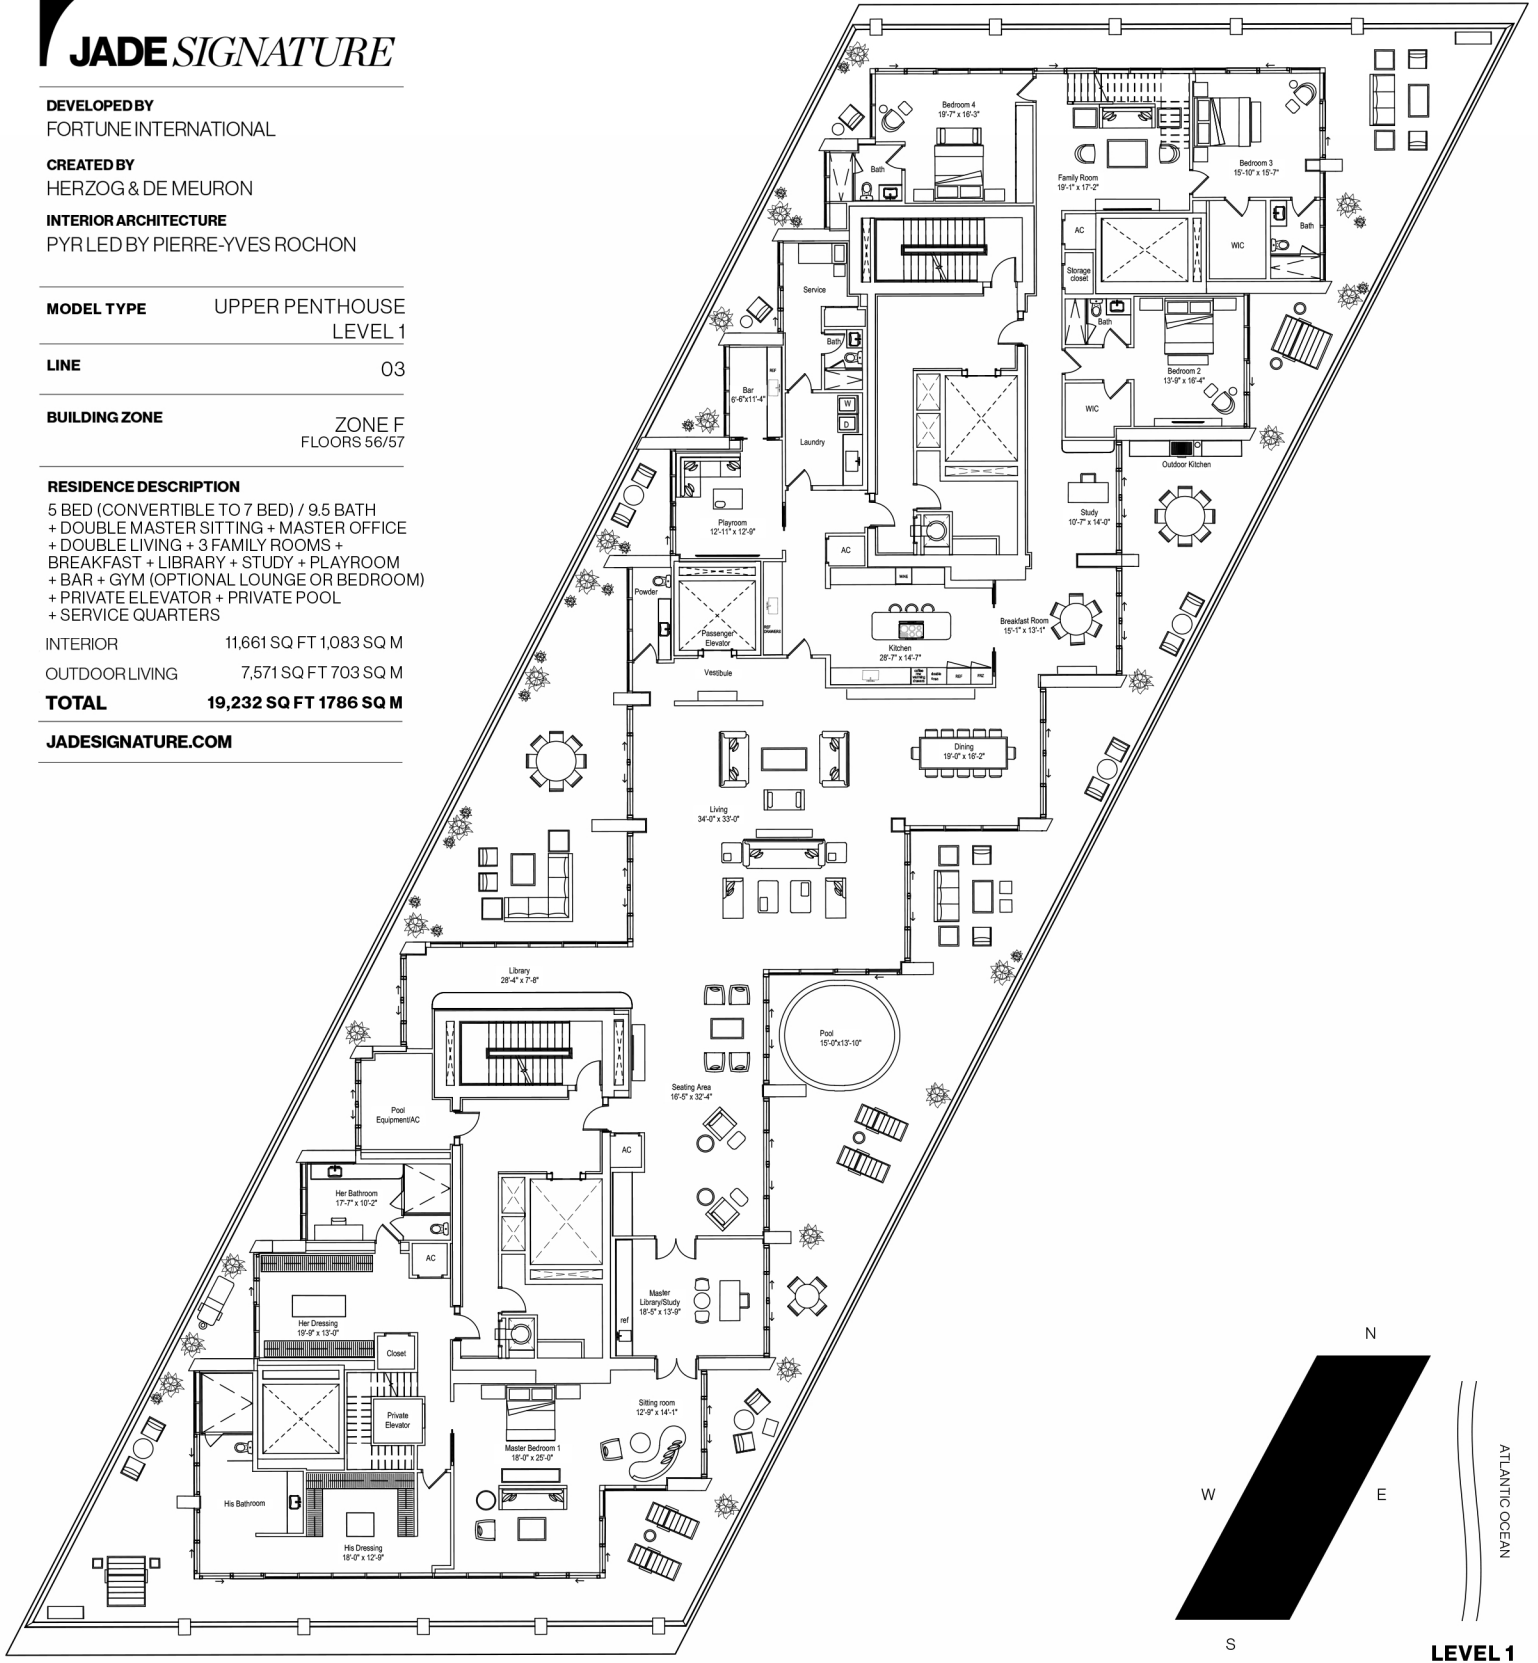 JADE SIGNATURE
DEVELOPED BY
FORTUNE INTERNATIONAL
CREATED BY
HERZOG & DE MEURON
INTERIOR ARCHITECTURE
PYR LED BY PIERRE-YVES ROCHON
MODEL TYPE UPPER PENTHOUSE
LEVEL 1
LINE 03
BUILDING ZONE ZONE F
FLOORS 56/57
RESIDENCE DESCRIPTION
5 BED (CONVERTIBLE TO 7 BED) / 9.5 BATH
+ DOUBLE MASTER SITTING + MASTER OFFICE
+ DOUBLE LIVING + 3 FAMILY ROOMS +
BREAKFAST + LIBRARY + STUDY + PLAYROOM
+ BAR + GYM (OPTIONAL LOUNGE OR BEDROOM)
+ PRIVATE ELEVATOR + PRIVATE POOL
+ SERVICE QUARTERS
INTERIOR 11,661 SQ FT 1,083 SQ M
OUTDOOR LIVING 7,571 SQ FT 703 SQ M
TOTAL 19,232 SQ FT 1786 SQ M
JADESIGNATURE.COM
Bedroom 4
19'-7" x 16'-3"
Bath
Family Room
19'-1" x 17'-2"
Bedroom 3
15'-10" x 15'-7"
Bath
WIC
AC
Storage
closet
Service
Bath
Bath
Bedroom 2
13'-9" x 16'-4"
WIC
Bar
6'-6"x11'-4"
REF
W
D
Laundry
Outdoor Kitchen
Playroom
12'-11" x 12'-9"
Study
10'-7" x 14'-0"
AC
Powder
Passenger
Elevator
REF
DRAWERS
WINE
Kitchen
28'-7" x 14'-7"
REF
FRZ
Breakfast Room
15'-1" x 13'-1"
Vestibule
Dining
19'-0" x 16'-2"
Living
34'-0" x 33'-0"
Library
28'-4" x 7'-8"
Pool
15'-0"x13'-10"
Seating Area
16'-5" x 32'-4"
Pool
Equipment/AC
AC
Her Bathroom
17'-7" x 10'-2"
AC
Her Dressing
19'-9" x 13'-0"
Closet
Master
Library/Study
18'-5" x 13'-9"
ref
Private
Elevator
Sitting room
12'-9" x 14'-1"
Master Bedroom 1
18'-0" x 25'-0"
His Bathroom
His Dressing
18'-0" x 12'-9"
N
W
E
S
ATLANTIC OCEAN
LEVEL 1